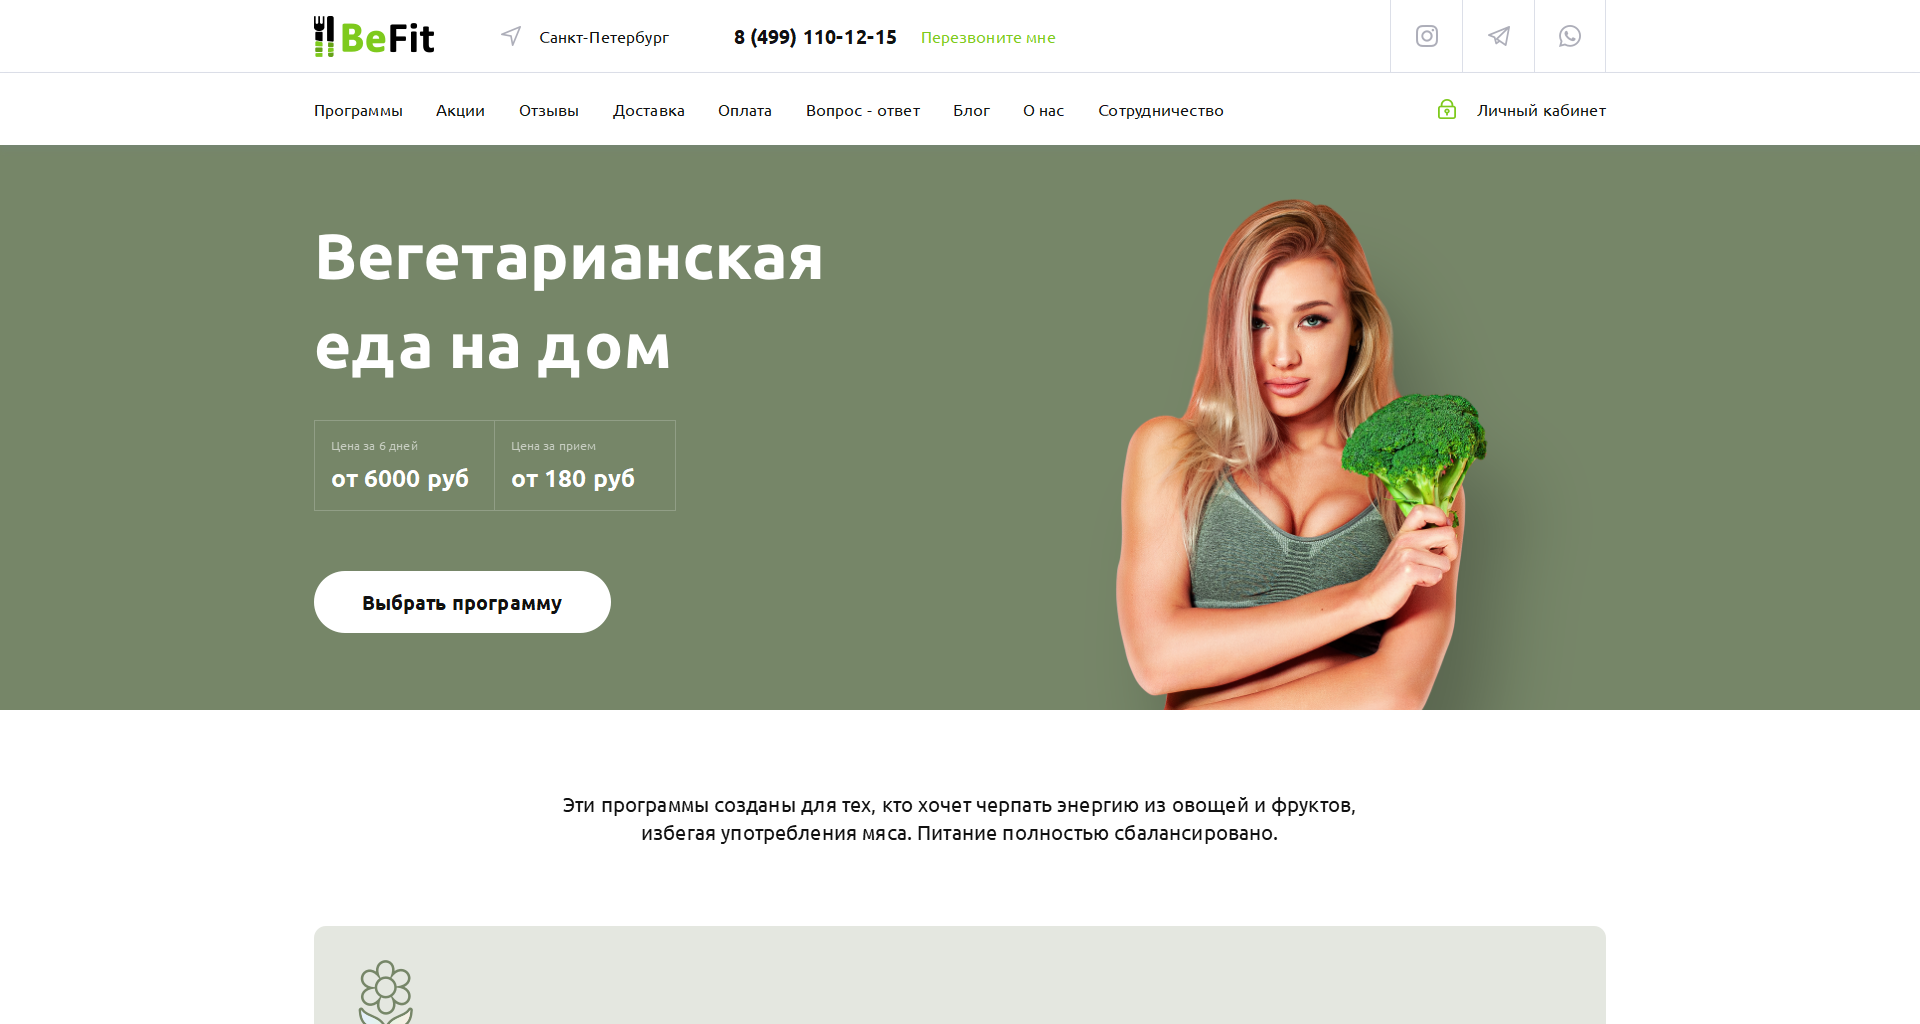 BeFit
Санкт-Петербург
8 (499) 110-12-15
Перезвоните мне
Программы
Акции
Отзывы
Доставка
Оплата
Вопрос - ответ
Блог
О нас
Сотрудничество
Личный кабинет
Вегетарианская
еда на дом
Цена за 6 дней
от 6000 руб
Цена за прием
от 180 руб
Выбрать программу
Эти программы созданы для тех, кто хочет черпать энергию из овощей и фруктов,
избегая употребления мяса. Питание полностью сбалансировано.